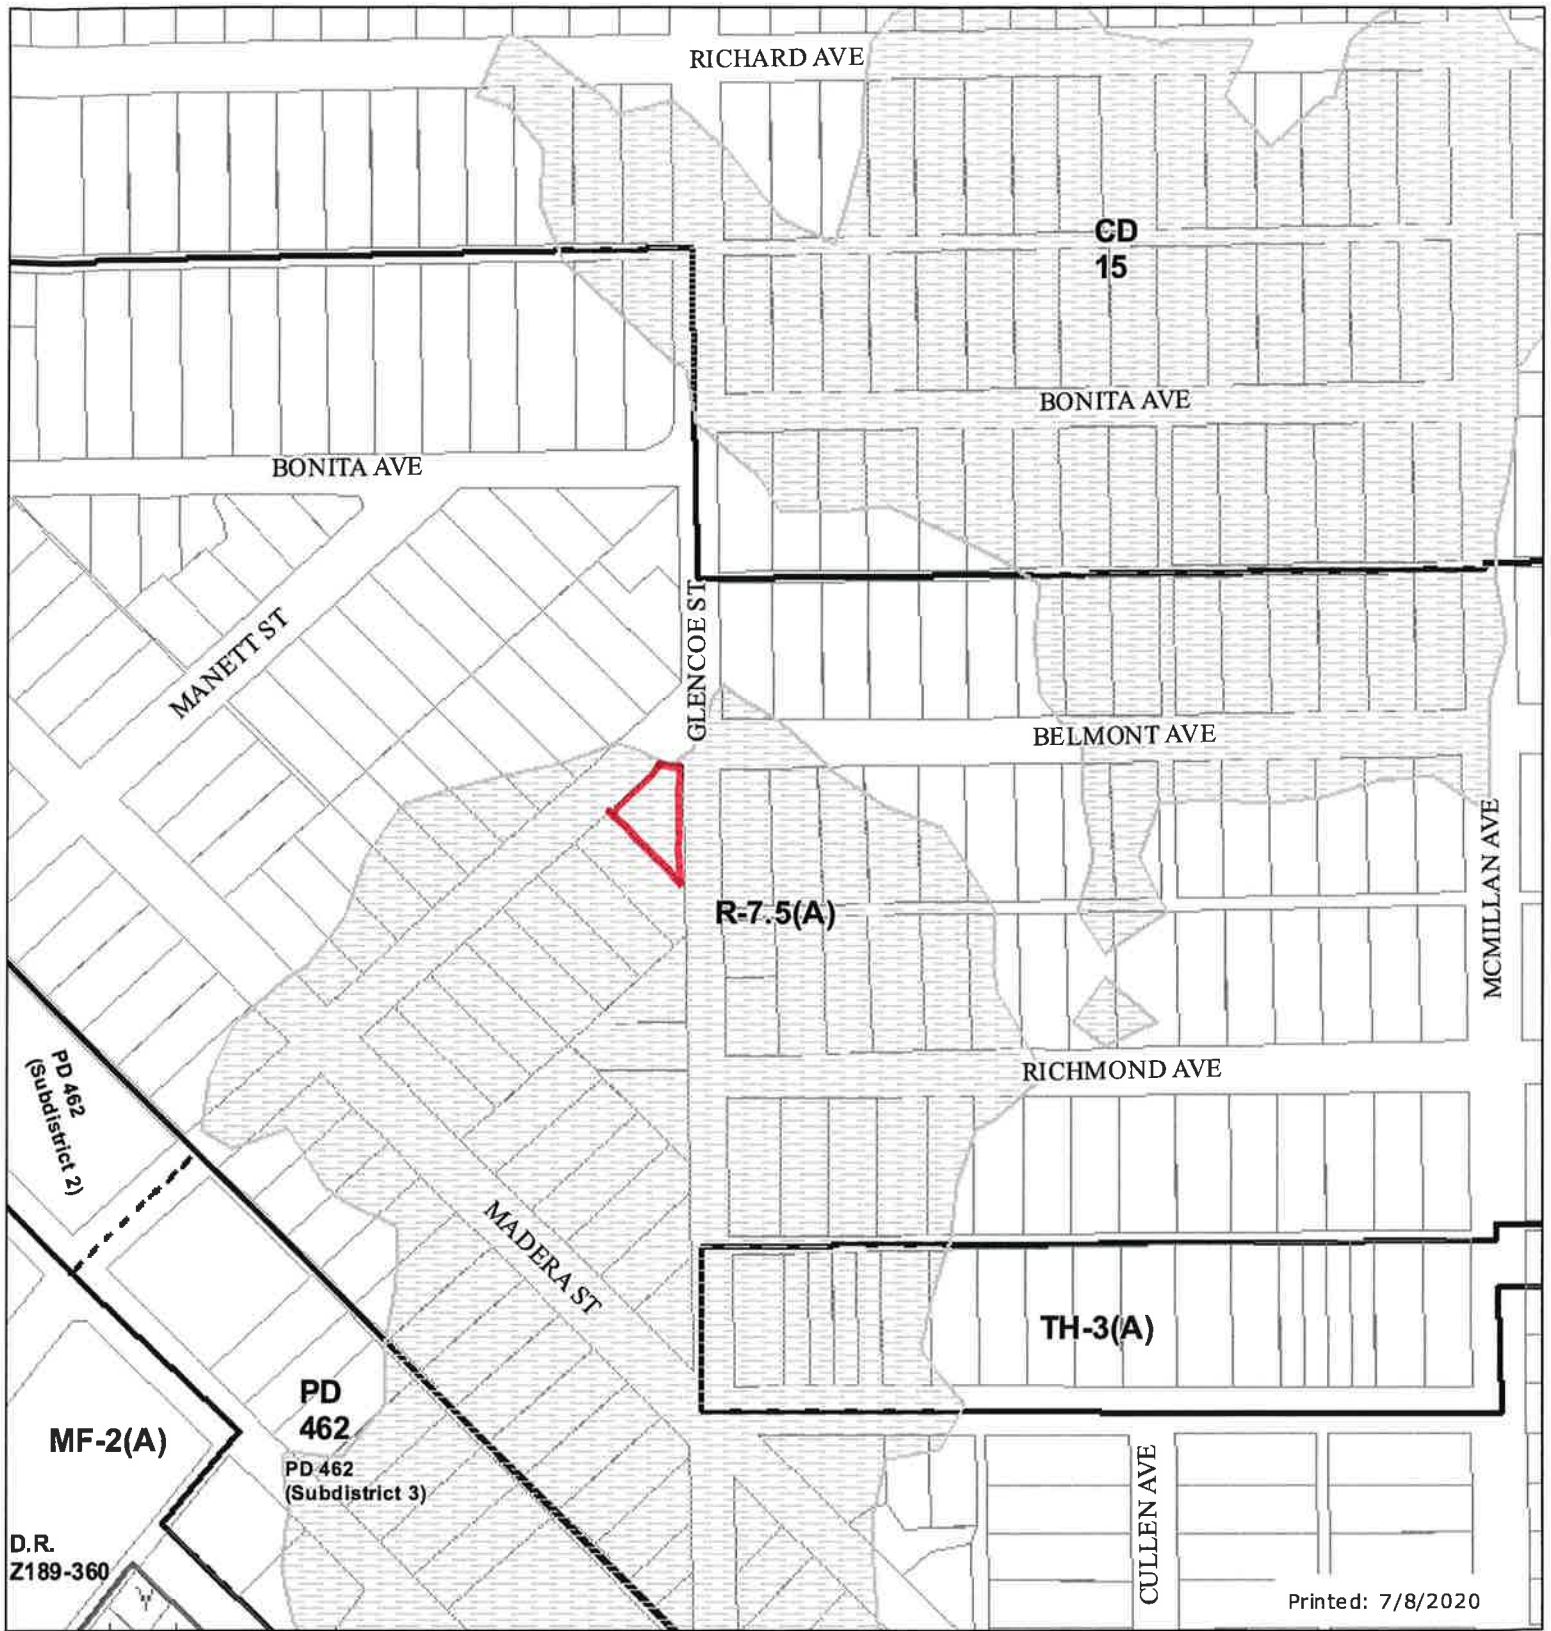 RICHARD AVE
CD
15
BONITA AVE
BONITA AVE
MANETT ST
GLENCOE ST
BELMONT AVE
MCMILLAN AVE
R-7.5(A)
RICHMOND AVE
PD 462
(Subdistrict 2)
MADERA ST
TH-3(A)
PD
462
MF-2(A)
PD 462
(Subdistrict 3)
CULLEN AVE
D.R.
Z189-360
Printed: 7/8/2020